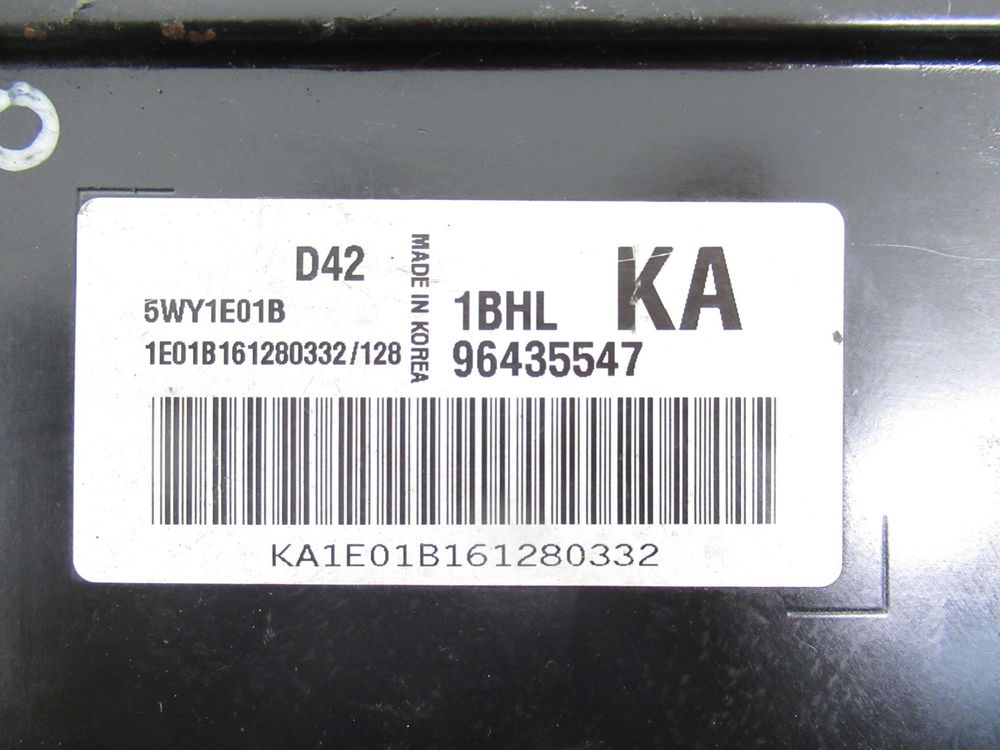 D42
5WY1E01B
1E01B161280332/128
MADE IN KOREA
1BHL KA
96435547
KA1E01B161280332